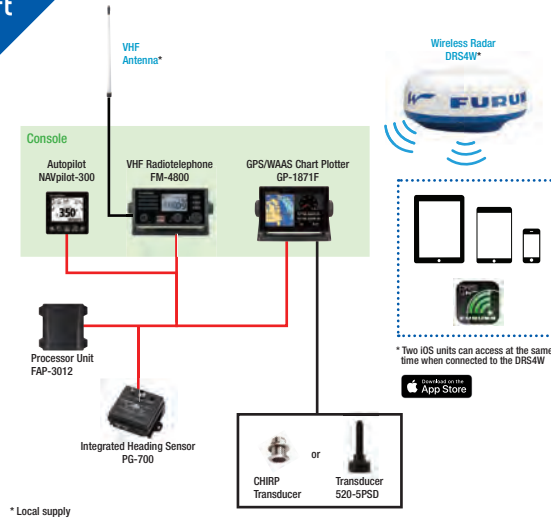 rt
VHF
Antenna*
Wireless Radar
DRS4W*
FURUN
Console
Autopilot
NAVpilot-300
VHF Radiotelephone
FM-4800
GPS/WAAS Chart Plotter
GP-1871F
350
Processor Unit
FAP-3012
Integrated Heading Sensor
PG-700
FURUNO
* Two iOS units can access at the same
time when connected to the DRS4W
Download on the
App Store
CHIRP
Transducer
or
Transducer
520-5PSD
* Local supply